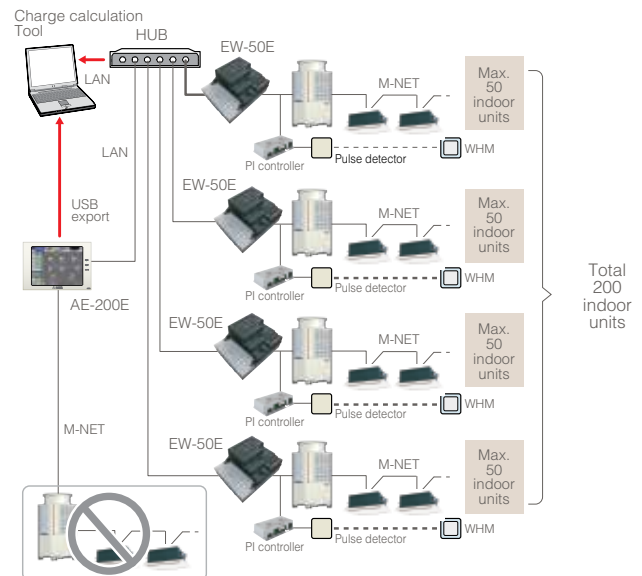 Charge calculation
Tool
HUB
LAN
LAN
USB
export
AE-200E
M-NET
EW-50E
M-NET
Max.
50
indoor
units
PI controller
Pulse detector
WHM
EW-50E
M-NET
Max.
50
indoor
units
PI controller
Pulse detector
WHM
EW-50E
M-NET
Max.
50
indoor
units
PI controller
Pulse detector
WHM
EW-50E
M-NET
Max.
50
indoor
units
PI controller
Pulse detector
WHM
Total
200
indoor
units